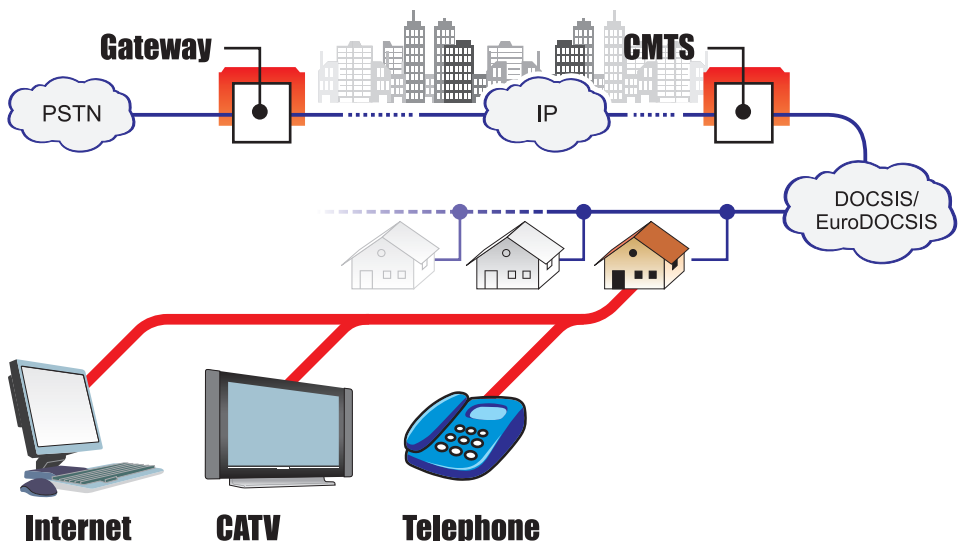 Gateway
CMTS
PSTN
IP
DOCSIS/
EuroDOCSIS
Internet
CATV
Telephone